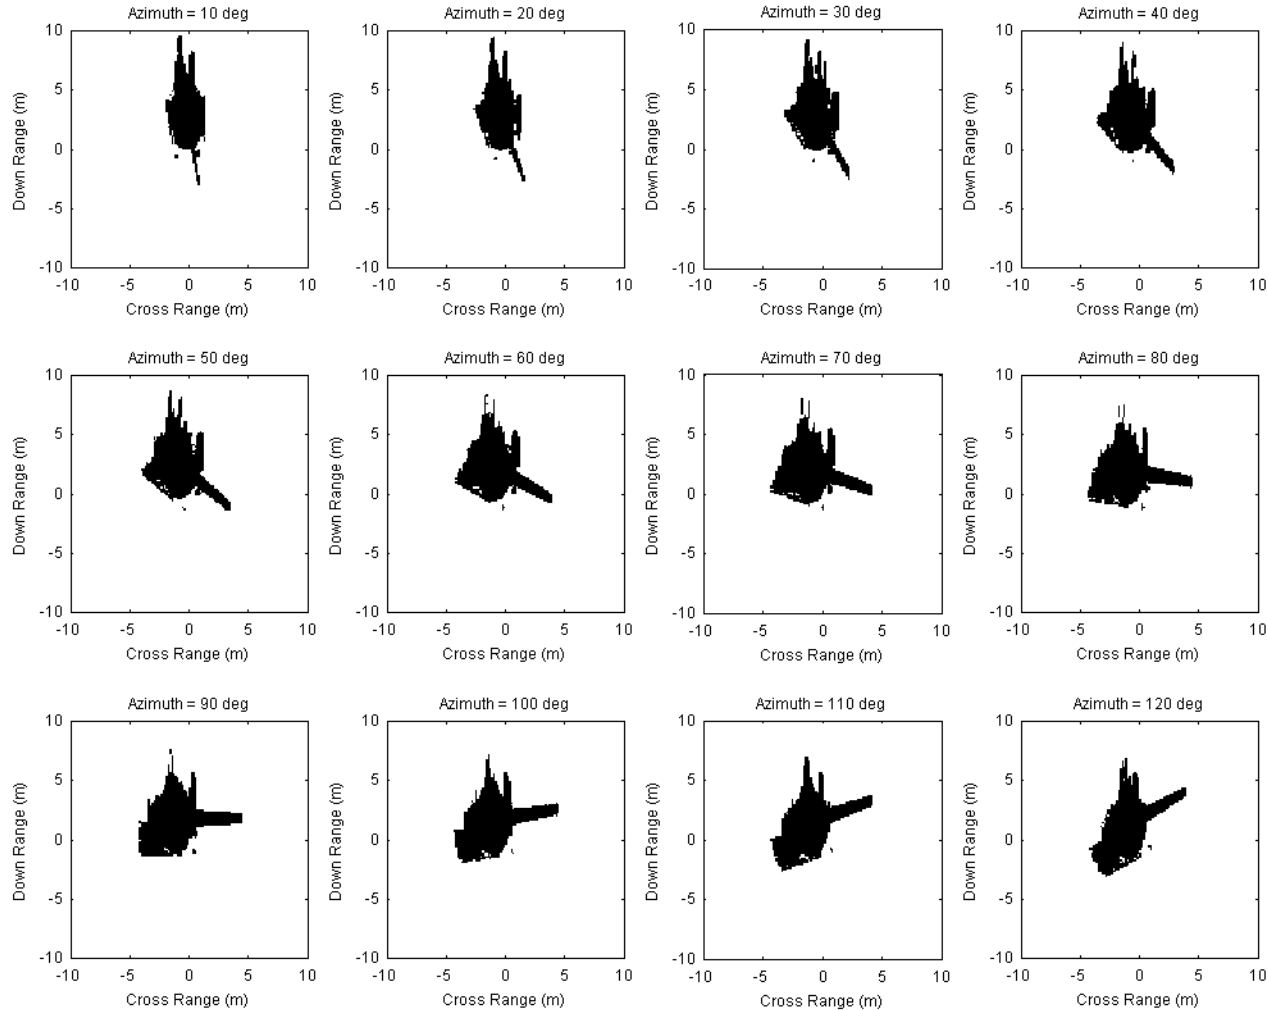 Azimuth = 10 deg
10
5
0
-5
-10
Down Range (m)
-10 -5 0 5 10
Cross Range (m)
Azimuth = 20 deg
10
5
0
-5
-10
Down Range (m)
-10 -5 0 5 10
Cross Range (m)
Azimuth = 30 deg
10
5
0
-5
-10
Down Range (m)
-10 -5 0 5 10
Cross Range (m)
Azimuth = 40 deg
10
5
0
-5
-10
Down Range (m)
-10 -5 0 5 10
Cross Range (m)
Azimuth = 50 deg
10
5
0
-5
-10
Down Range (m)
-10 -5 0 5 10
Cross Range (m)
Azimuth = 60 deg
10
5
0
-5
-10
Down Range (m)
-10 -5 0 5 10
Cross Range (m)
Azimuth = 70 deg
10
5
0
-5
-10
Down Range (m)
-10 -5 0 5 10
Cross Range (m)
Azimuth = 80 deg
10
5
0
-5
-10
Down Range (m)
-10 -5 0 5 10
Cross Range (m)
Azimuth = 90 deg
10
5
0
-5
-10
Down Range (m)
-10 -5 0 5 10
Cross Range (m)
Azimuth = 100 deg
10
5
0
-5
-10
Down Range (m)
-10 -5 0 5 10
Cross Range (m)
Azimuth = 110 deg
10
5
0
-5
-10
Down Range (m)
-10 -5 0 5 10
Cross Range (m)
Azimuth = 120 deg
10
5
0
-5
-10
Down Range (m)
-10 -5 0 5 10
Cross Range (m)